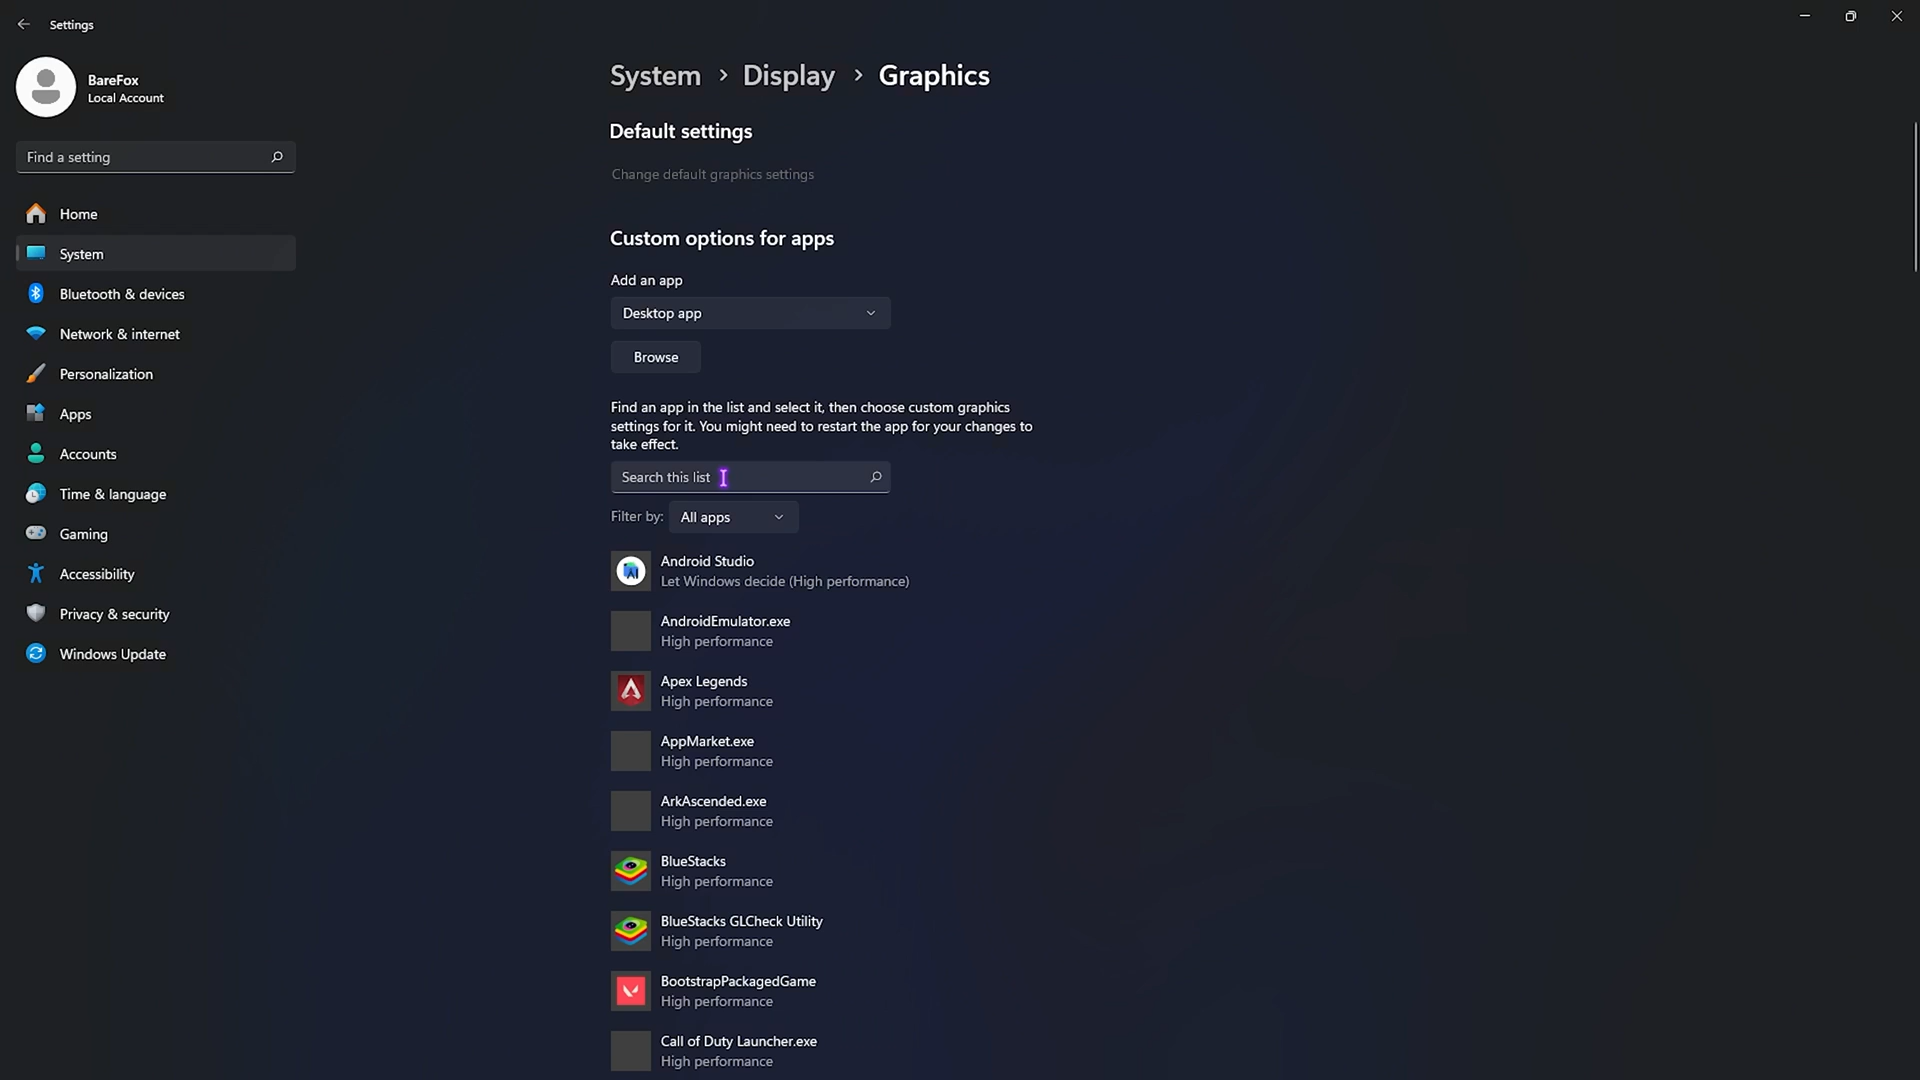 Settings
BareFox
Local Account
Find a setting
Home
System
Bluetooth & devices
Network & internet
Personalization
Apps
Accounts
Time & language
Gaming
Accessibility
Privacy & security
Windows Update
System > Display > Graphics
Default settings
Change default graphics settings
Custom options for apps
Add an app
Desktop app
Browse
Find an app in the list and select it, then choose custom graphics
settings for it. You might need to restart the app for your changes to
take effect.
Search this list
Filter by: All apps
Android Studio
Let Windows decide (High performance)
AndroidEmulator.exe
High performance
Apex Legends
High performance
AppMarket.exe
High performance
ArkAscended.exe
High performance
BlueStacks
High performance
BlueStacks GLCheck Utility
High performance
BootstrapPackagedGame
High performance
Call of Duty Launcher.exe
High performance